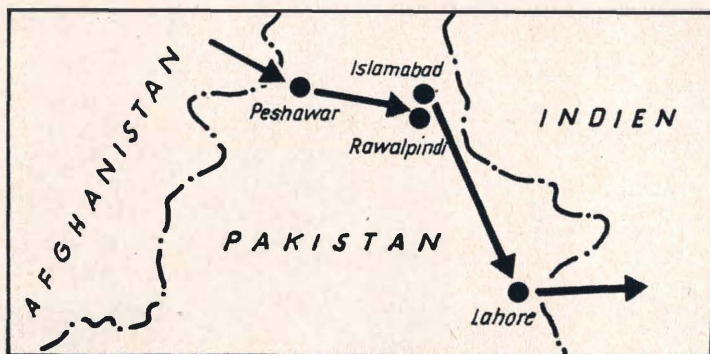 AFGHANISTAN
Peshawar
Islamabad
Rawalpindi
INDIEN
PAKISTAN
Lahore